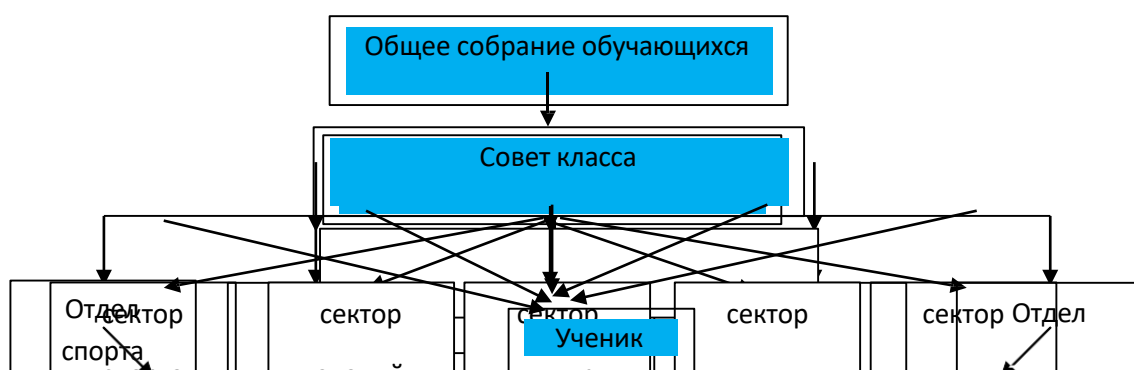 Общее собрание обучающихся
Совет класса
Отдел
спорта
сектор
сектор
сектор
сектор
сектор
Отдел
Ученик